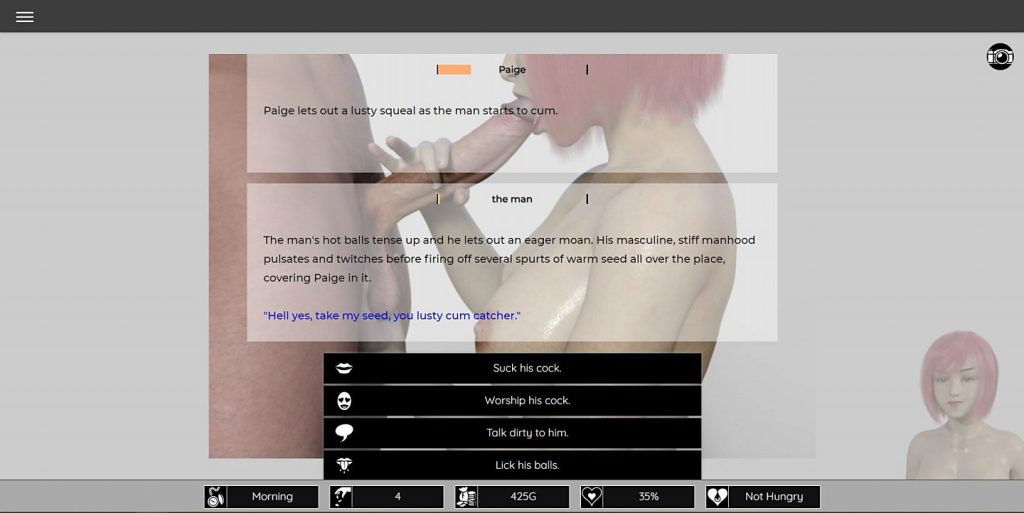 Paige
Paige lets out a lusty squeal as the man starts to cum.
the man
The man's hot balls tense up and he lets out an eager moan. His masculine, stiff manhood
pulsates and twitches before firing off several spurts of warm seed all over the place,
covering Paige in it.
"Hell yes, take my seed, you lusty cum catcher."
Suck his cock.
Worship his cock.
Talk dirty to him.
Lick his balls.
Morning
4
425G
35%
Not Hungry